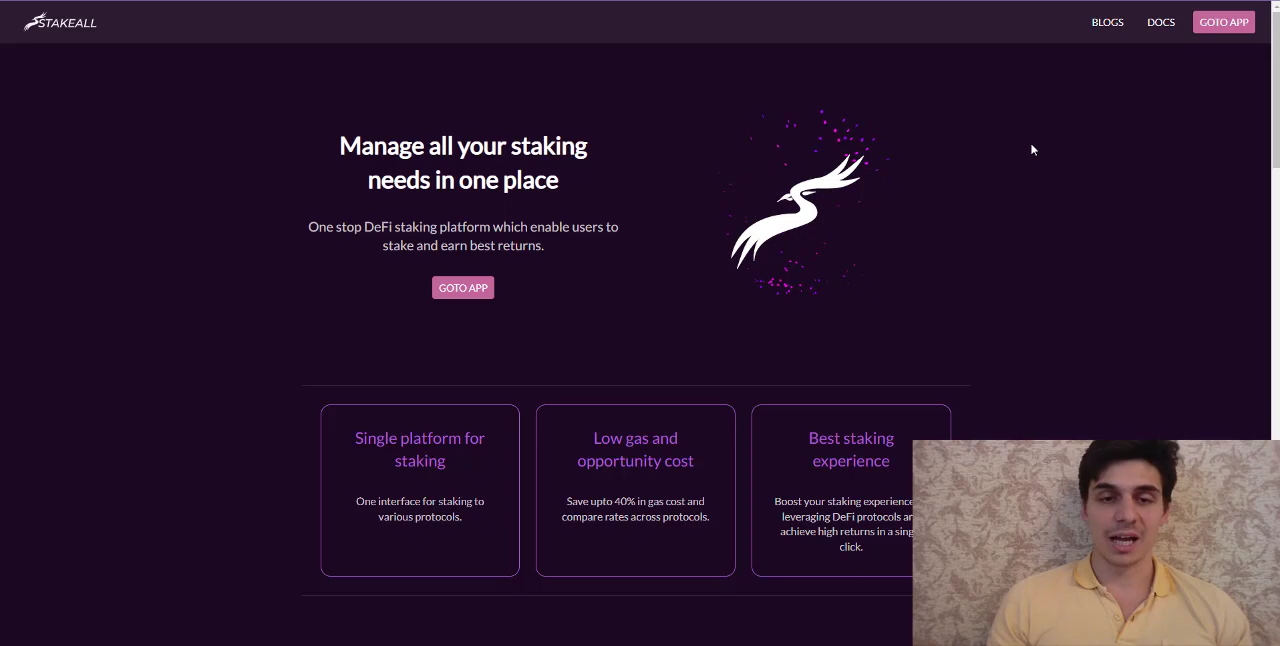 STAKEALL
BLOGS
DOCS
GOTO APP
Manage all your staking
needs in one place
One stop DeFi staking platform which enable users to
stake and earn best returns.
GOTO APP
Single platform for
staking
One interface for staking to
various protocols.
Low gas and
opportunity cost
Save upto 40% in gas cost and
compare rates across protocols.
Best staking
experience
Boost your staking experience
leveraging DeFi protocols
achieve high returns in a
click.